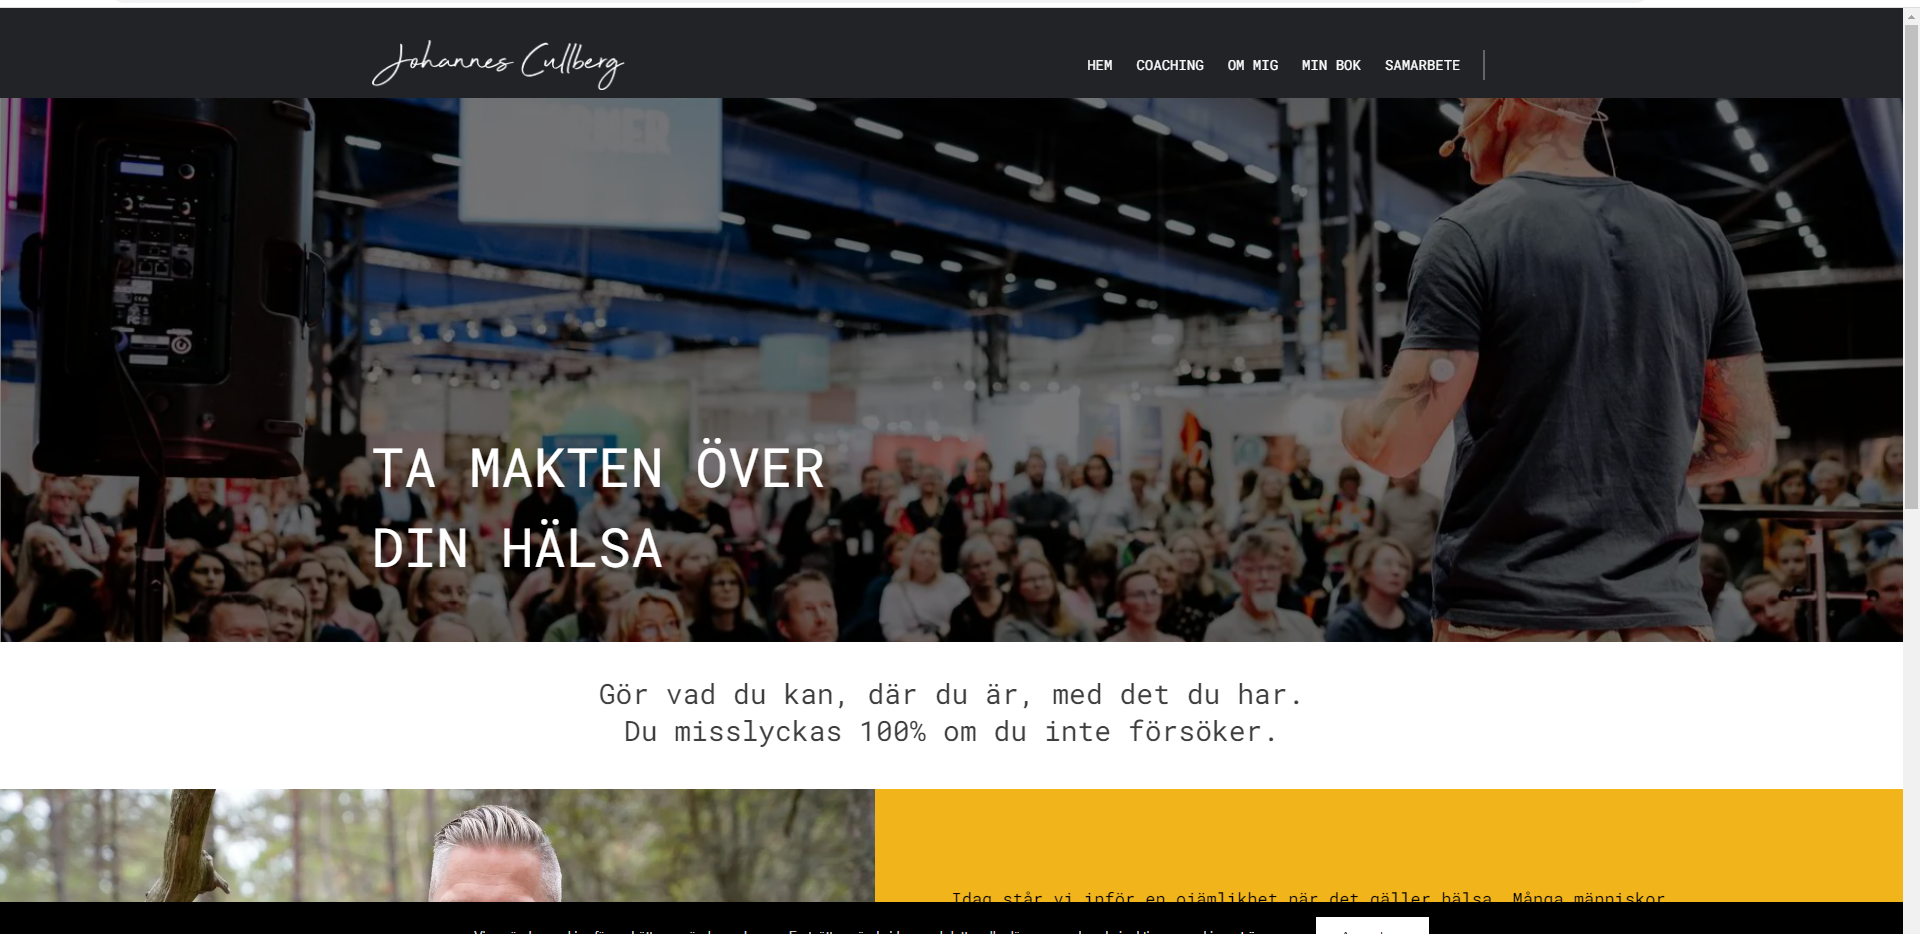 Johannes Cullberg
HEM COACHING OM MIG MIN BOK SAMARBETE
TA MAKTEN ÖVER
DIN HÄLSA
Gör vad du kan, där du är, med det du har.
Du misslyckas 100% om du inte försöker.
Idag står vi inför en ojämlikhet när det gäller hälsa. Många människor